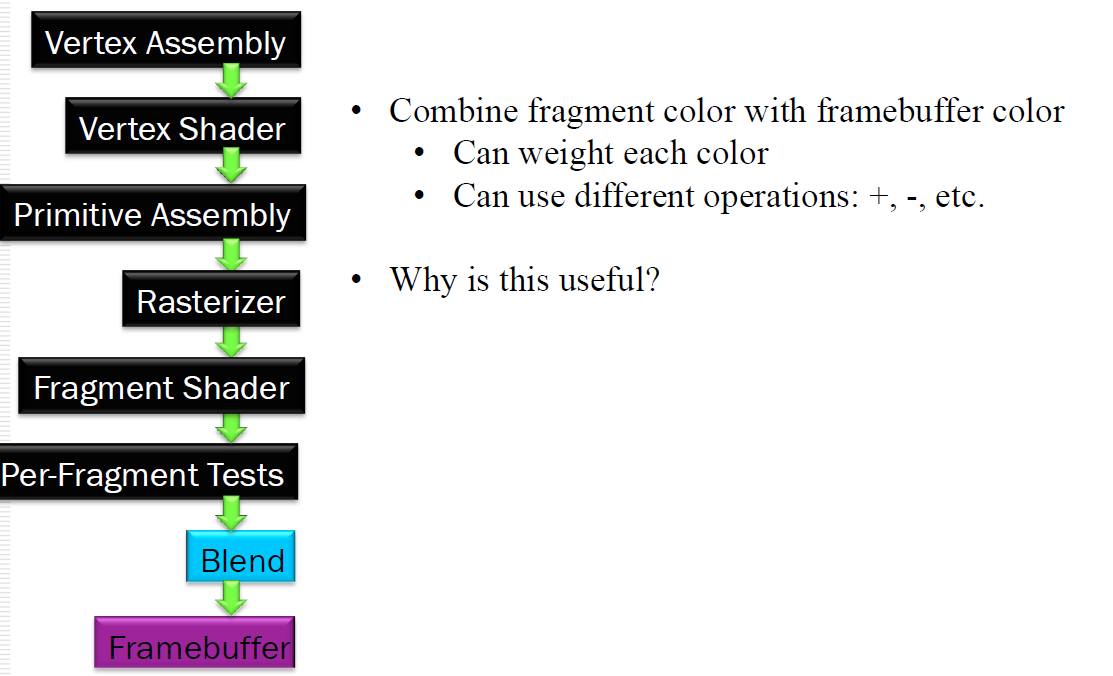 Vertex Assembly
Vertex Shader
Primitive Assembly
Rasterizer
Fragment Shader
Per-Fragment Tests
Blend
Framebuffer
• Combine fragment color with framebuffer color
• Can weight each color
• Can use different operations: +, -, etc.
• Why is this useful?